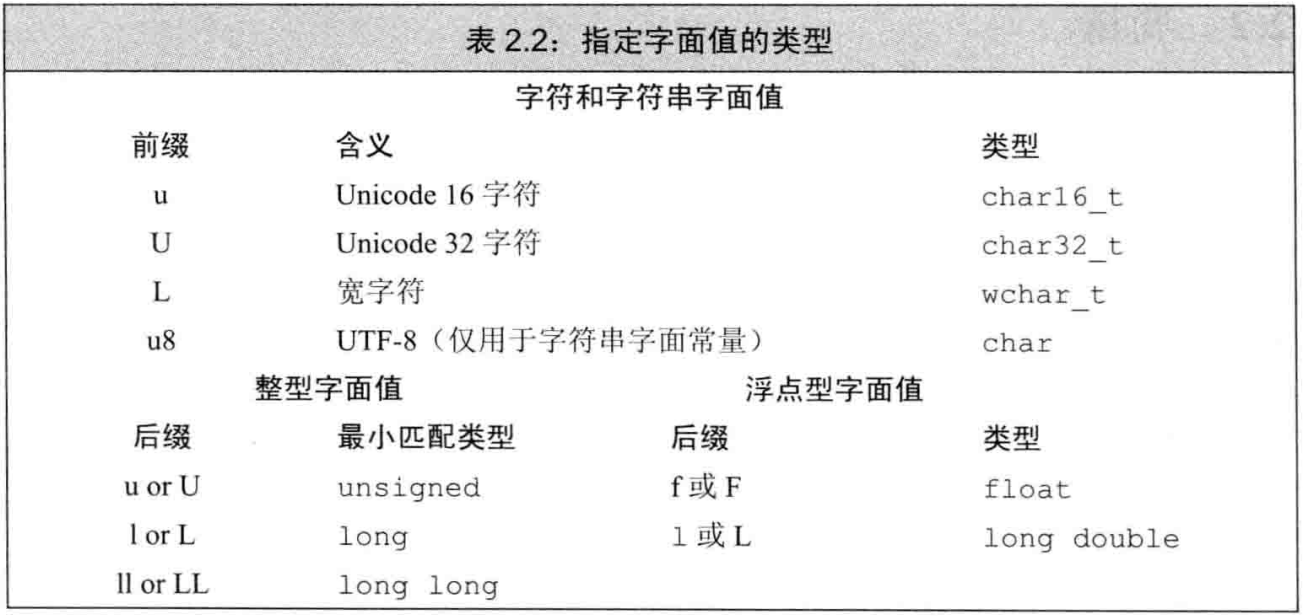 表 2.2：指定字面值的类型
字符和字符串字面值
前缀 含义 类型
u Unicode 16 字符 char16_t
U Unicode 32 字符 char32_t
L 宽字符 wchar_t
u8 UTF-8（仅用于字符串字面常量） char
整型字面值 浮点型字面值
后缀 最小匹配类型 后缀 类型
u or U unsigned f 或 F float
l or L long l 或 L long double
ll or LL long long